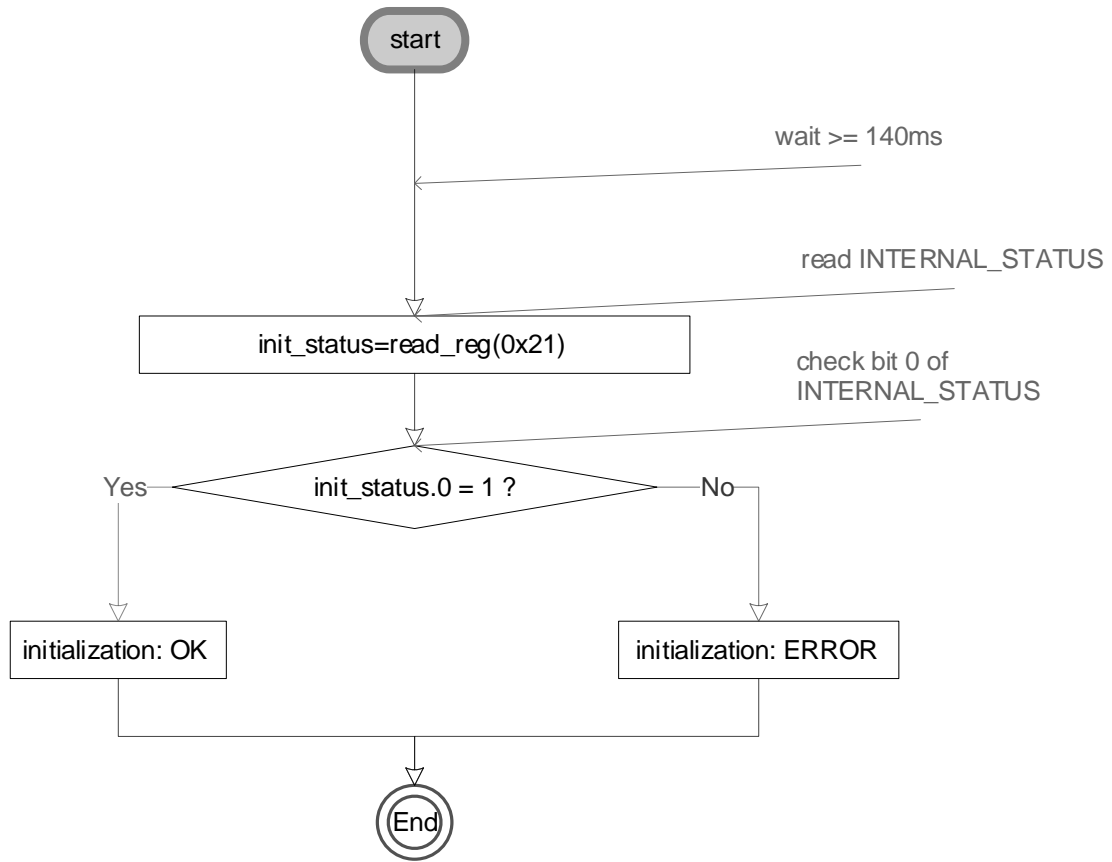 start
wait >= 140ms
read INTERNAL_STATUS
init_status=read_reg(0x21)
check bit 0 of
INTERNAL_STATUS
Yes
init_status.0 = 1 ?
No
initialization: OK
initialization: ERROR
End